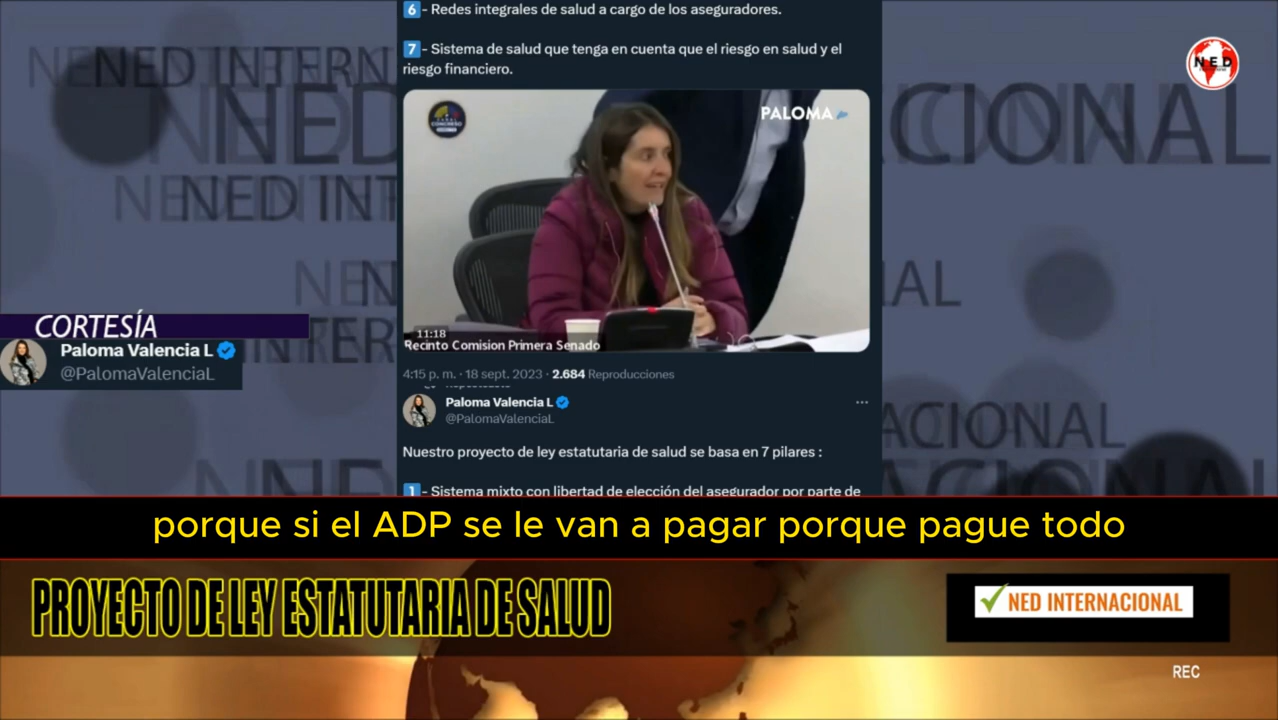 6 - Redes integrales de salud a cargo de los aseguradores.
7 - Sistema de salud que tenga en cuenta que el riesgo en salud y el
riesgo financiero.
NED
PALOMA
CORTESÍA
Paloma Valencia L
@PalomaValenciaL
11:18
Recinto Comision Primera Senado
4:15 p. m. · 18 sept. 2023 · 2.684 Reproducciones
Paloma Valencia L
@PalomaValenciaL
Nuestro proyecto de ley estatutaria de salud se basa en 7 pilares :
1 - Sistema mixto con libertad de elección del asegurador por parte de
porque si el ADP se le van a pagar porque pague todo
PROYECTO DE LEY ESTATUTARIA DE SALUD
NED INTERNACIONAL
REC